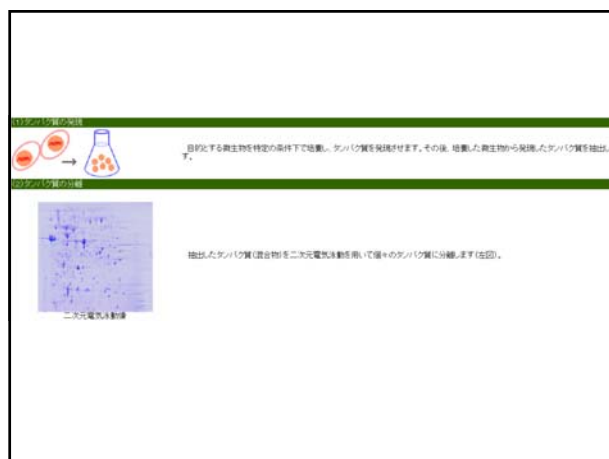 (1)タンパク質の発現
目的とする微生物を特定の条件下で培養し、タンパク質を発現させます。その後、培養した微生物から発現したタンパク質を抽出し
す。
(2)タンパク質の分離
抽出したタンパク質(混合物)を二次元電気泳動を用いて個々のタンパク質に分離します(左図)。
二次元電気泳動像